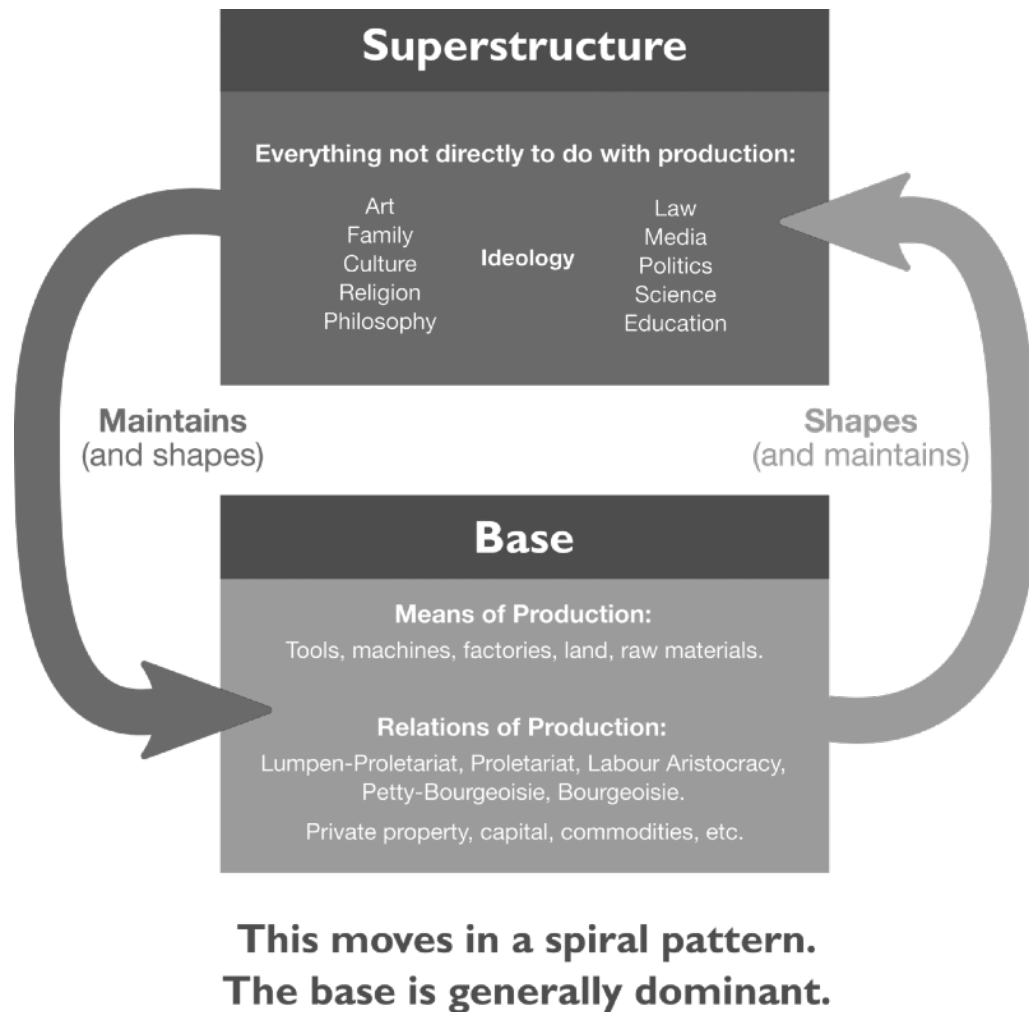 Superstructure
Everything not directly to do with production:
Art
Family
Culture
Religion
Philosophy
Ideology
Law
Media
Politics
Science
Education
Maintains
(and shapes)
Shapes
(and maintains)
Base
Means of Production:
Tools, machines, factories, land, raw materials.
Relations of Production:
Lumpen-Proletariat, Proletariat, Labour Aristocracy,
Petty-Bourgeoisie, Bourgeoisie.
Private property, capital, commodities, etc.
This moves in a spiral pattern.
The base is generally dominant.